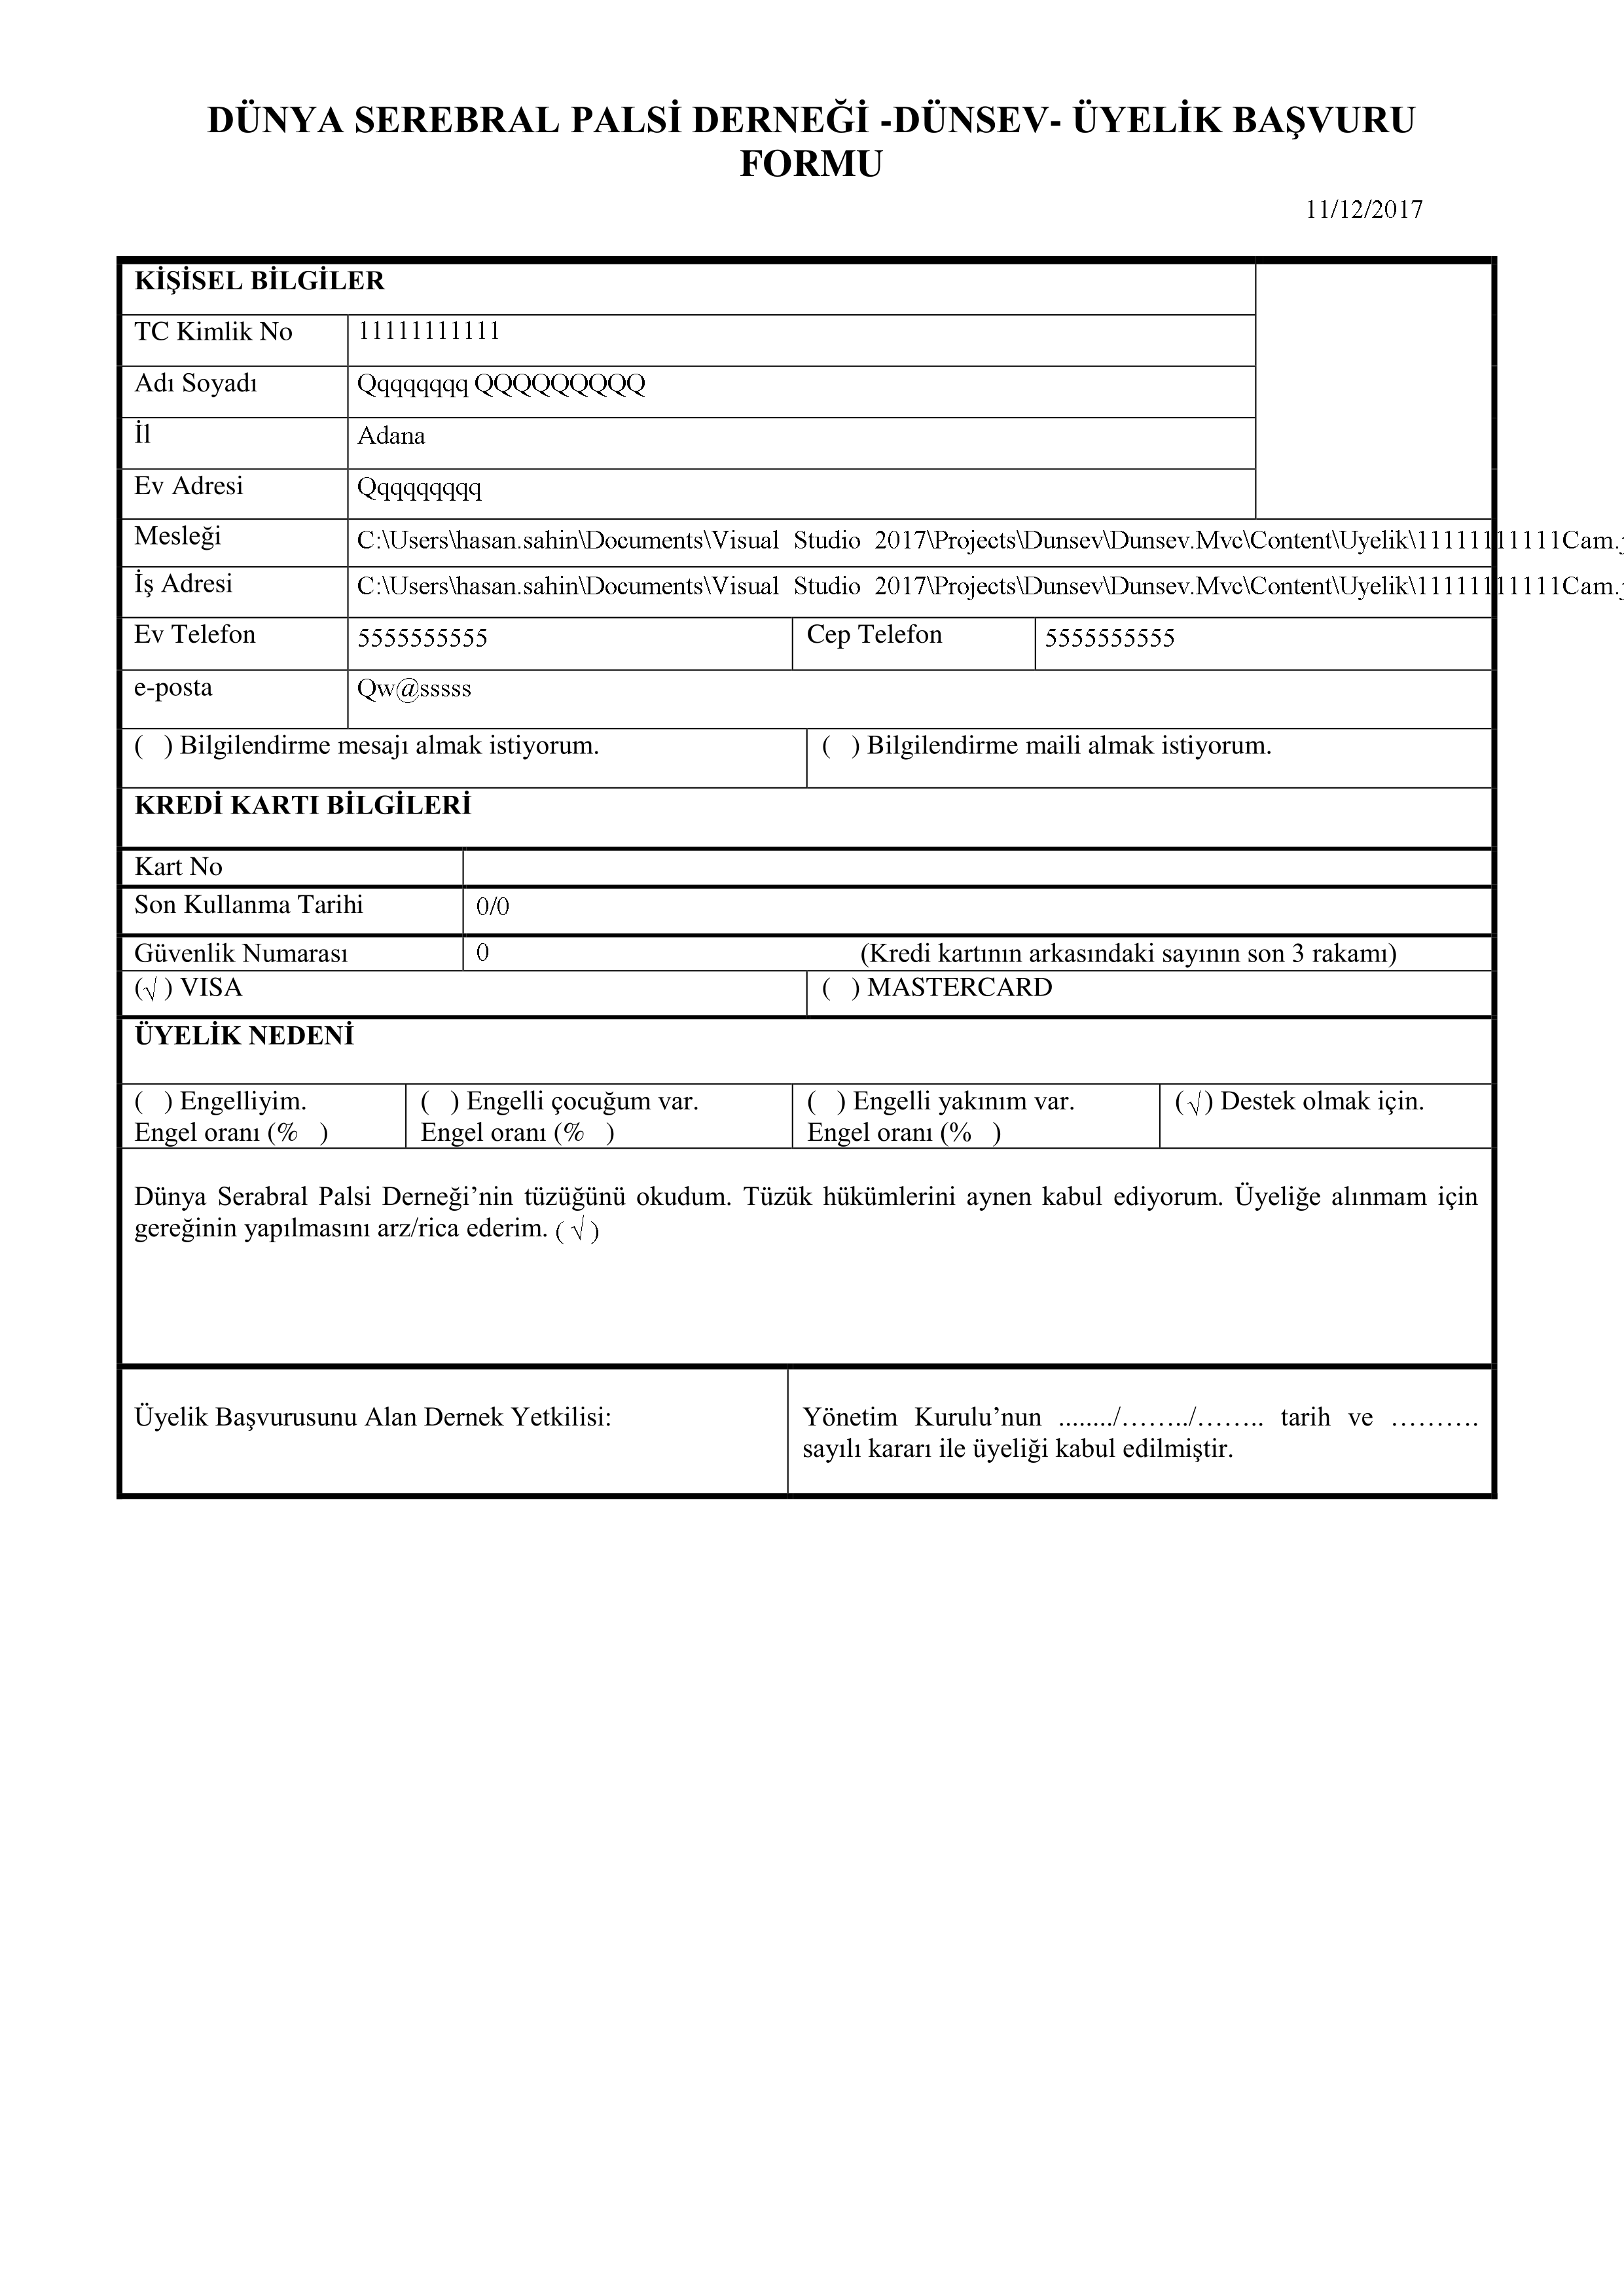 DÜNYA SEREBRAL PALSİ DERNEĞİ -DÜNSEV- ÜYELİK BAŞVURU
FORMU
11/12/2017
KİŞİSEL BİLGİLER
TC Kimlik No 11111111111
Adı Soyadı Qqqqqqqq QQQQQQQQQ
İl Adana
Ev Adresi Qqqqqqqqq
Mesleği C:\Users\hasan.sahin\Documents\Visual Studio 2017\Projects\Dunsev\Dunsev.Mvc\Content\Uyelik\11111111111Cam.
İş Adresi C:\Users\hasan.sahin\Documents\Visual Studio 2017\Projects\Dunsev\Dunsev.Mvc\Content\Uyelik\11111111111Cam.
Ev Telefon 5555555555 Cep Telefon 5555555555
e-posta Qw@sssss
( ) Bilgilendirme mesajı almak istiyorum. ( ) Bilgilendirme maili almak istiyorum.
KREDİ KARTI BİLGİLERİ
Kart No
Son Kullanma Tarihi 0/0
Güvenlik Numarası 0 (Kredi kartının arkasındaki sayının son 3 rakamı)
(√ ) VISA ( ) MASTERCARD
ÜYELİK NEDENİ
( ) Engelliyim. ( ) Engelli çocuğum var. ( ) Engelli yakınım var. (√ ) Destek olmak için.
Engel oranı (% ) Engel oranı (% ) Engel oranı (% )
Dünya Serabral Palsi Derneği’nin tüzüğünü okudum. Tüzük hükümlerini aynen kabul ediyorum. Üyeliğe alınmam için
gereğinin yapılmasını arz/rica ederim. ( √ )
Üyelik Başvurusunu Alan Dernek Yetkilisi:
Yönetim Kurulu’nun ......../……../…….. tarih ve ……….
sayılı kararı ile üyeliği kabul edilmiştir.